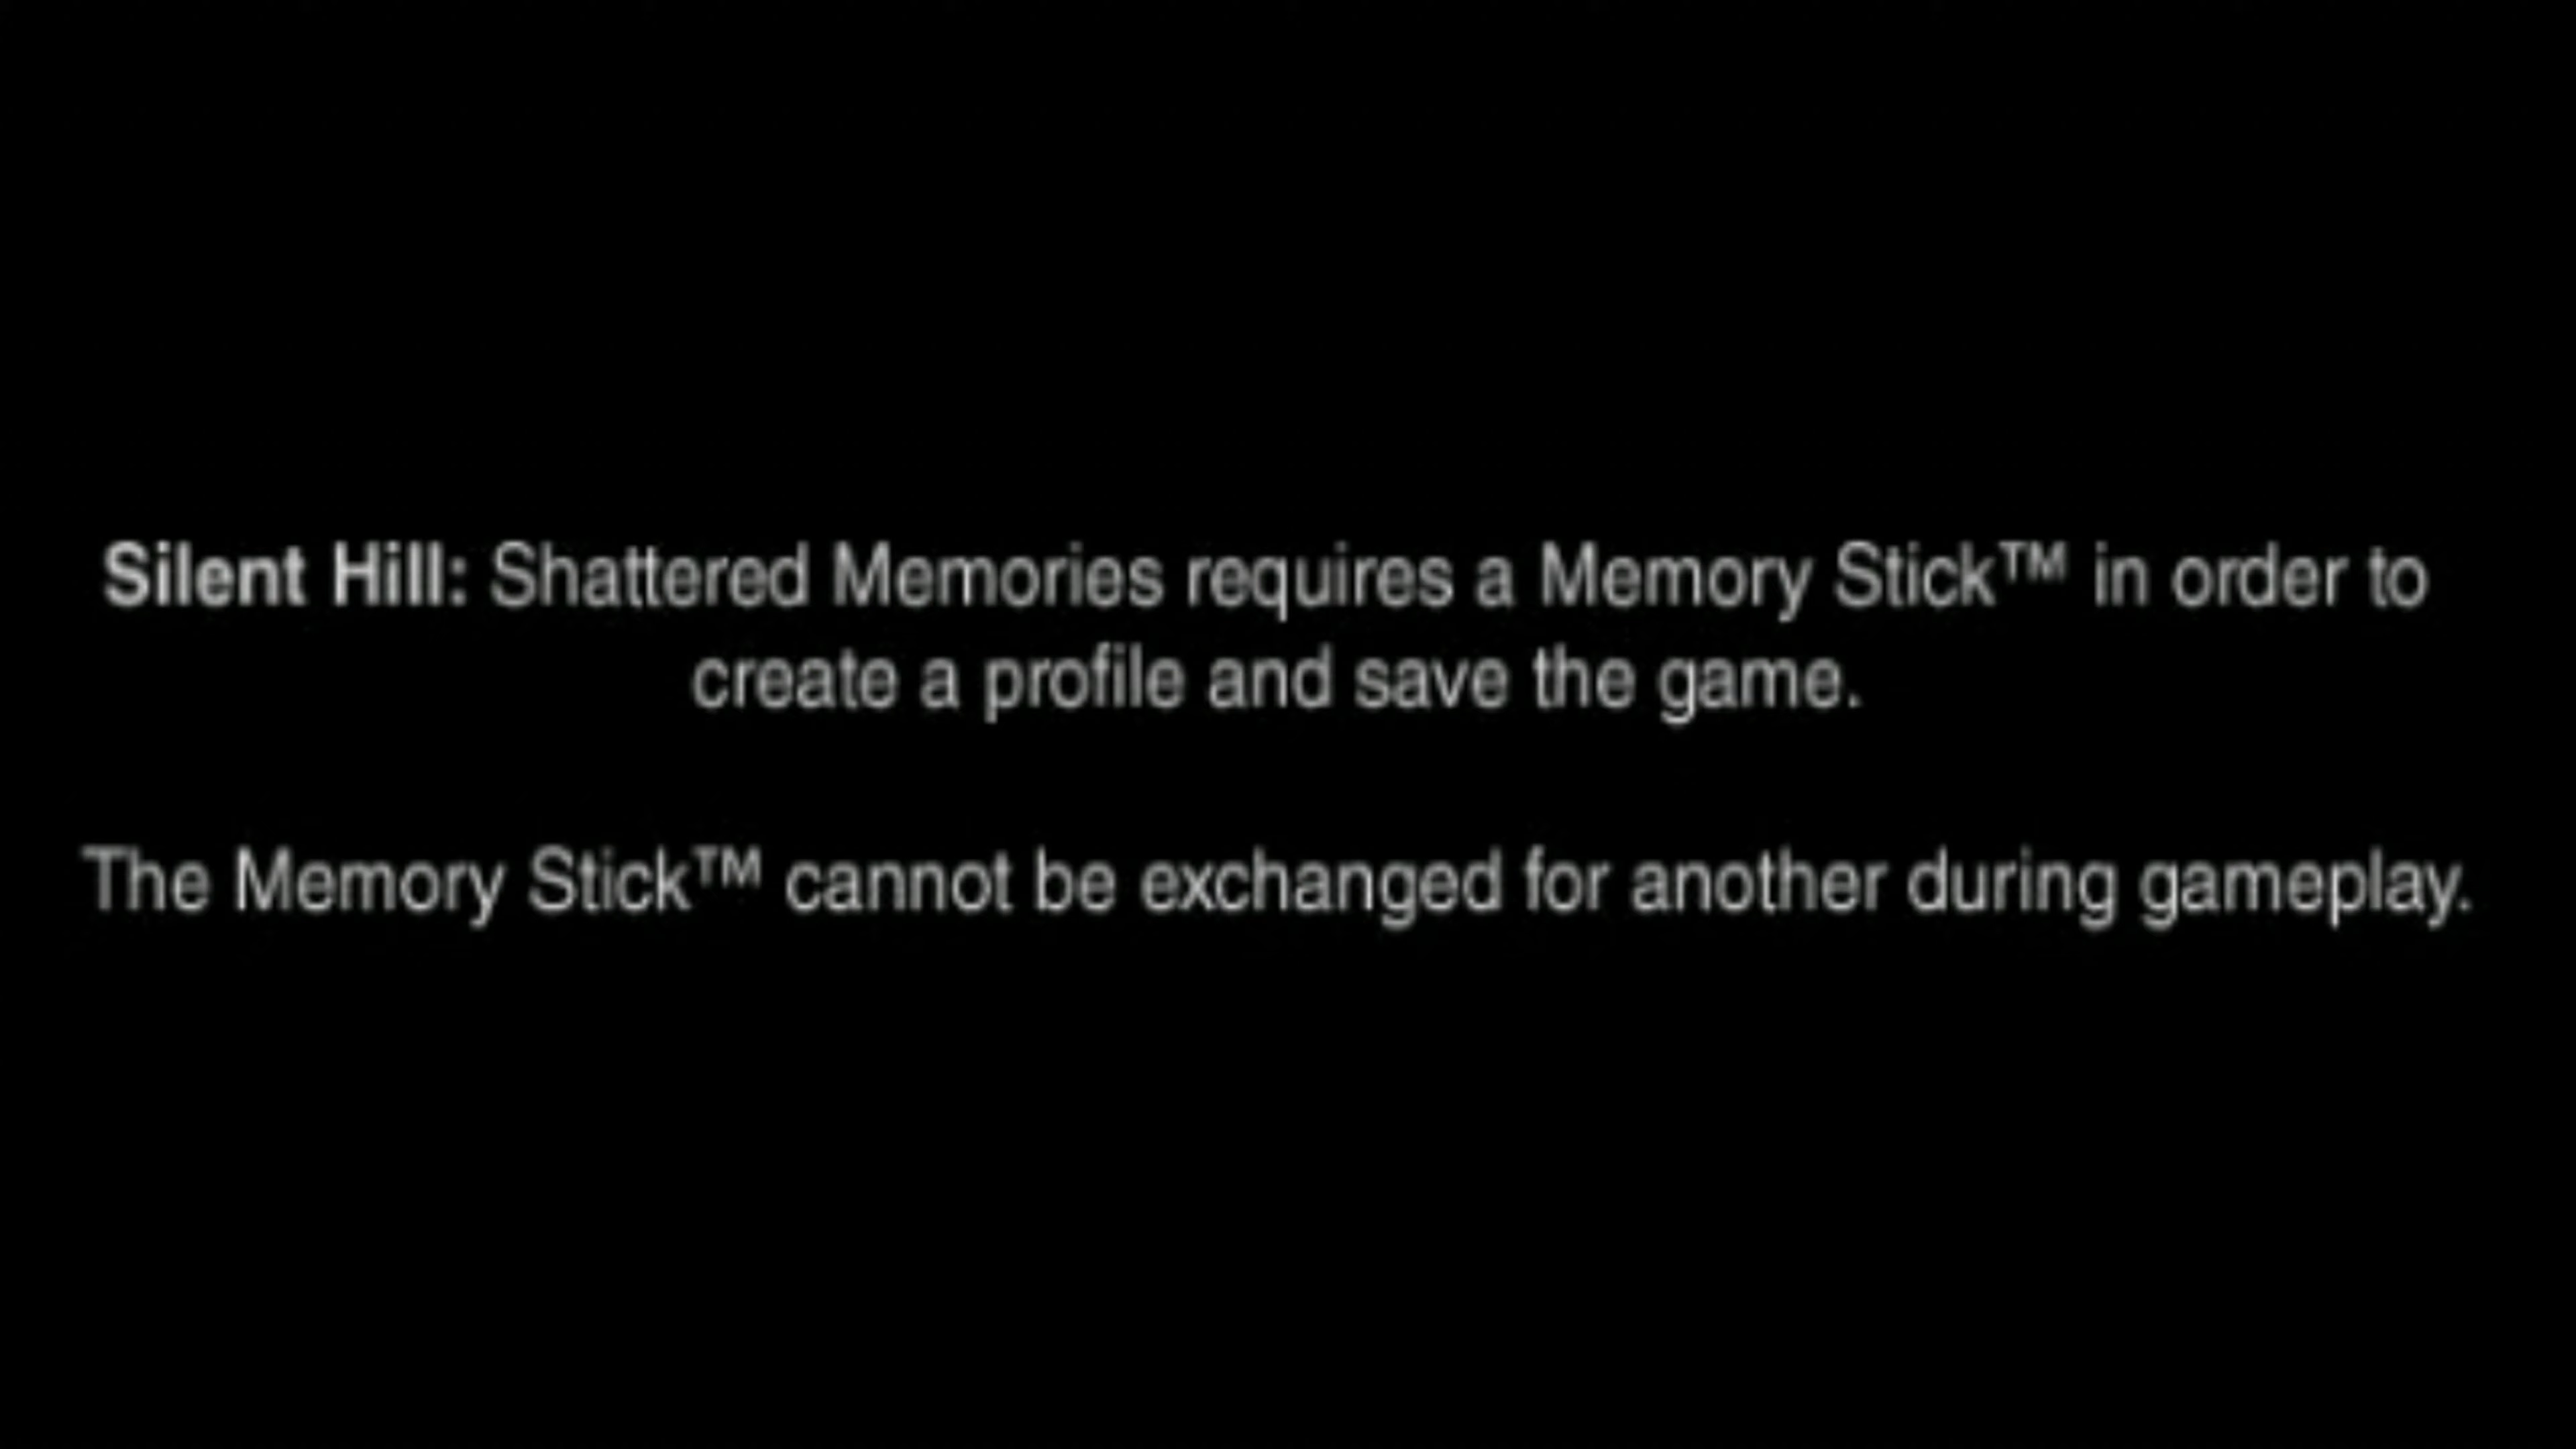 Silent Hill: Shattered Memories requires a Memory Stick™ in order to
create a profile and save the game.
The Memory Stick™ cannot be exchanged for another during gameplay.